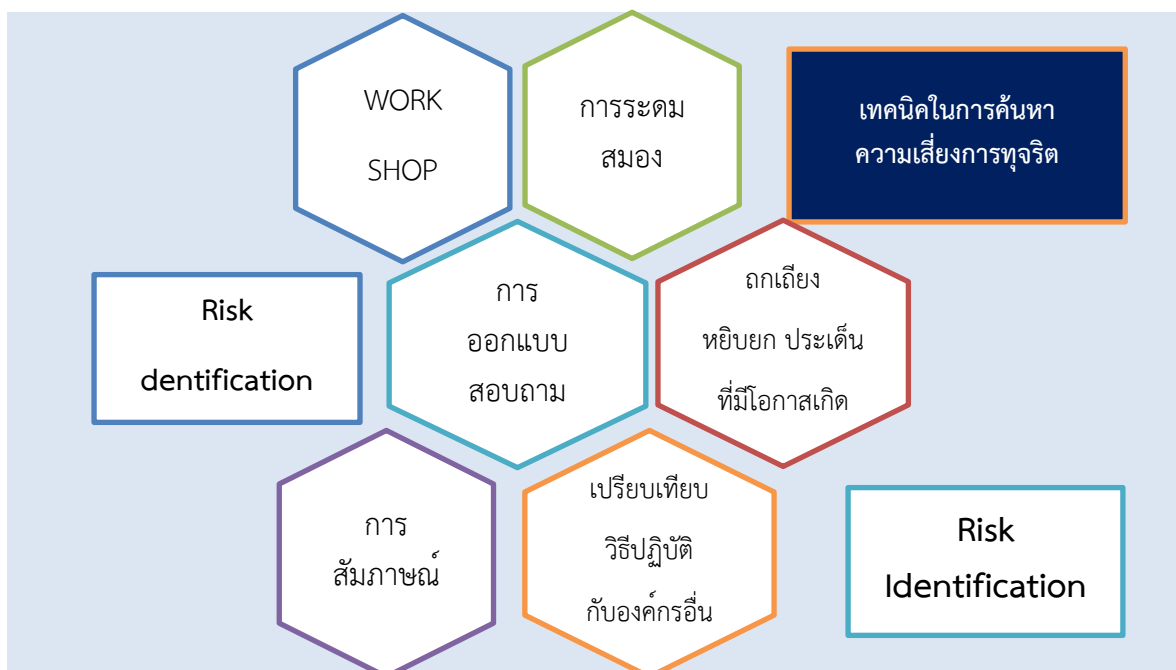 WORK
SHOP
การระดม
สมอง
เทคนิคในการค้นหา
ความเสี่ยงการทุจริต
Risk
dentification
การ
ออกแบบ
สอบถาม
ถกเถียง
หยิบยก ประเด็น
ที่มีโอกาสเกิด
การ
สัมภาษณ์
เปรียบเทียบ
วิธีปฏิบัติ
กับองค์กรอื่น
Risk
Identification